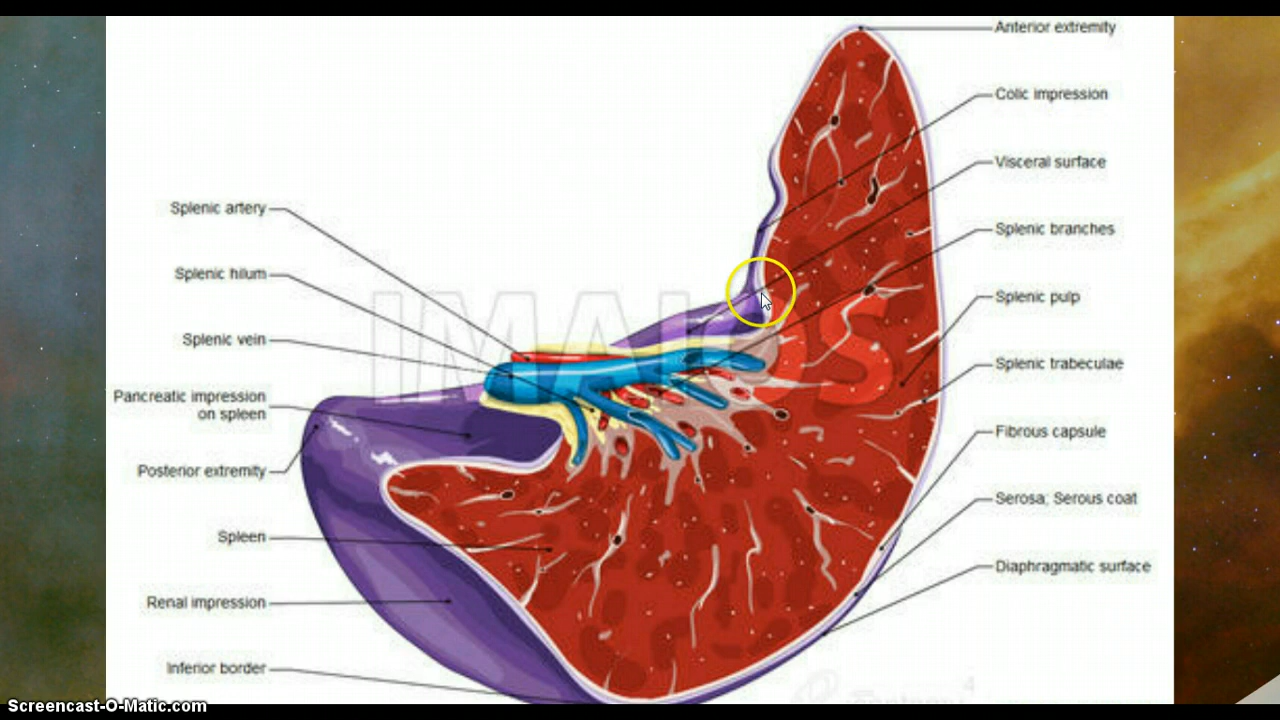 Anterior extremity
Colic impression
Visceral surface
Splenic artery
Splenic branches
Splenic hilum
Splenic pulp
Splenic vein
Splenic trabeculae
Pancreatic impression
on spleen
Fibrous capsule
Posterior extremity
Serosa; Serous coat
Spleen
Diaphragmatic surface
Renal impression
Inferior border
IMAIOS
Screencast-O-Matic.com